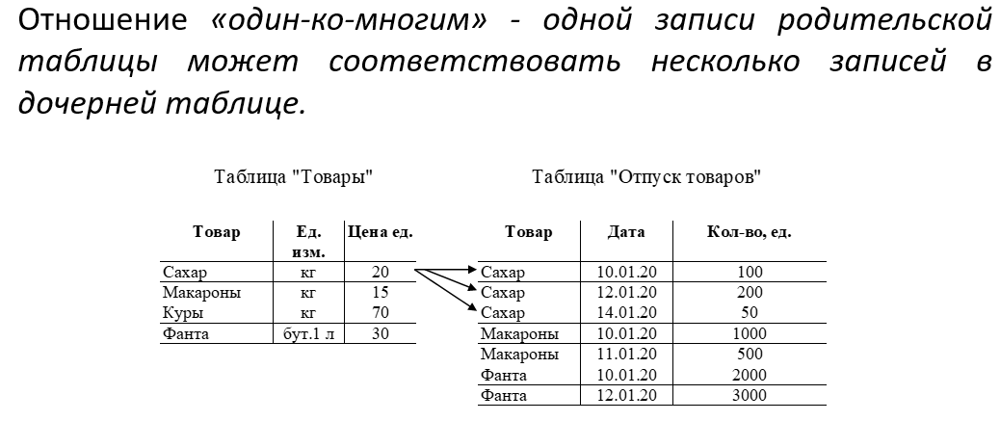 Отношение «один-ко-многим» - одной записи родительской
таблицы может соответствовать несколько записей в
дочерней таблице.
Таблица "Товары"
Товар Ед. изм. Цена ед.
Сахар кг 20
Макароны кг 15
Куры кг 70
Фанта бут.1 л 30
Таблица "Отпуск товаров"
Товар Дата Кол-во, ед.
Сахар 10.01.20 100
Сахар 12.01.20 200
Сахар 14.01.20 50
Макароны 10.01.20 1000
Макароны 11.01.20 500
Фанта 10.01.20 2000
Фанта 12.01.20 3000